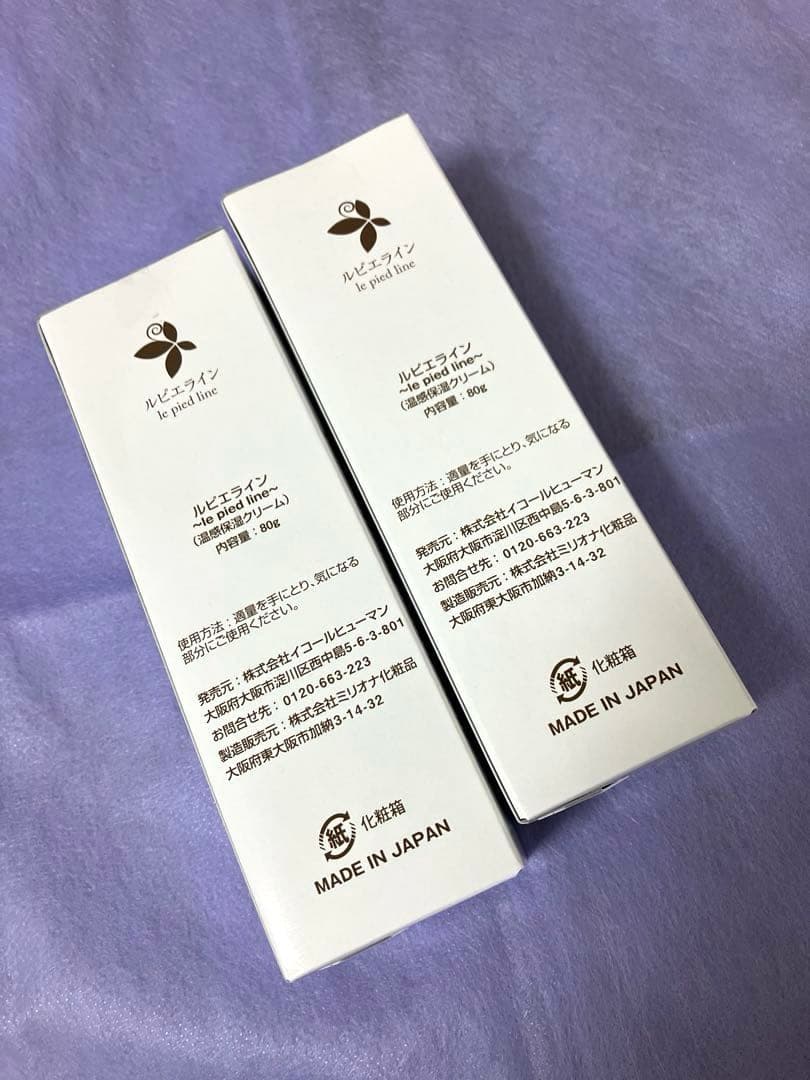 ルピエライン
le pied line
ルピエライン
~le pied line~
(温感保湿クリーム)
内容量：80g
使用方法：適量を手にとり、気になる
部分にご使用ください。
発売元：株式会社イコールヒューマン
大阪府大阪市淀川区西中島5-6-3-801
お問合せ先：0120-663-223
製造販売元：株式会社ミリオナ化粧品
大阪府東大阪市加納3-14-32
紙 化粧箱
MADE IN JAPAN
ルピエライン
le pied line
ルピエライン
~le pied line~
(温感保湿クリーム)
内容量：80g
使用方法：適量を手にとり、気になる
部分にご使用ください。
発売元：株式会社イコールヒューマン
大阪府大阪市淀川区西中島5-6-3-801
お問合せ先：0120-663-223
製造販売元：株式会社ミリオナ化粧品
大阪府東大阪市加納3-14-32
紙 化粧箱
MADE IN JAPAN